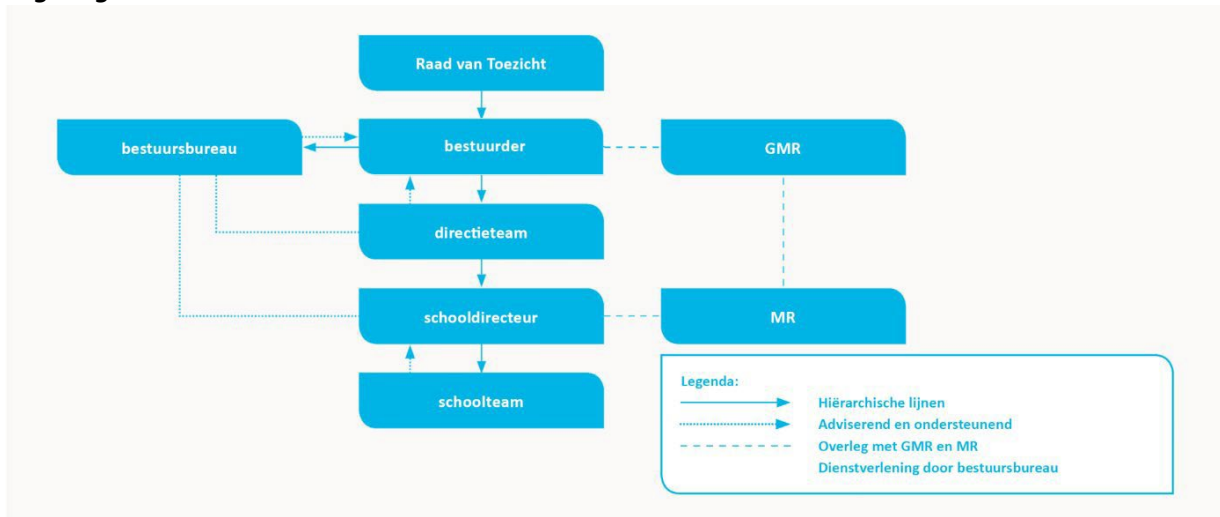 Raad van Toezicht
bestuursbureau
bestuurder
GMR
directieteam
schooldirecteur
MR
schoolteam
Legenda:
Hiërarchische lijnen
Adviserend en ondersteunend
Overleg met GMR en MR
Dienstverlening door bestuursbureau